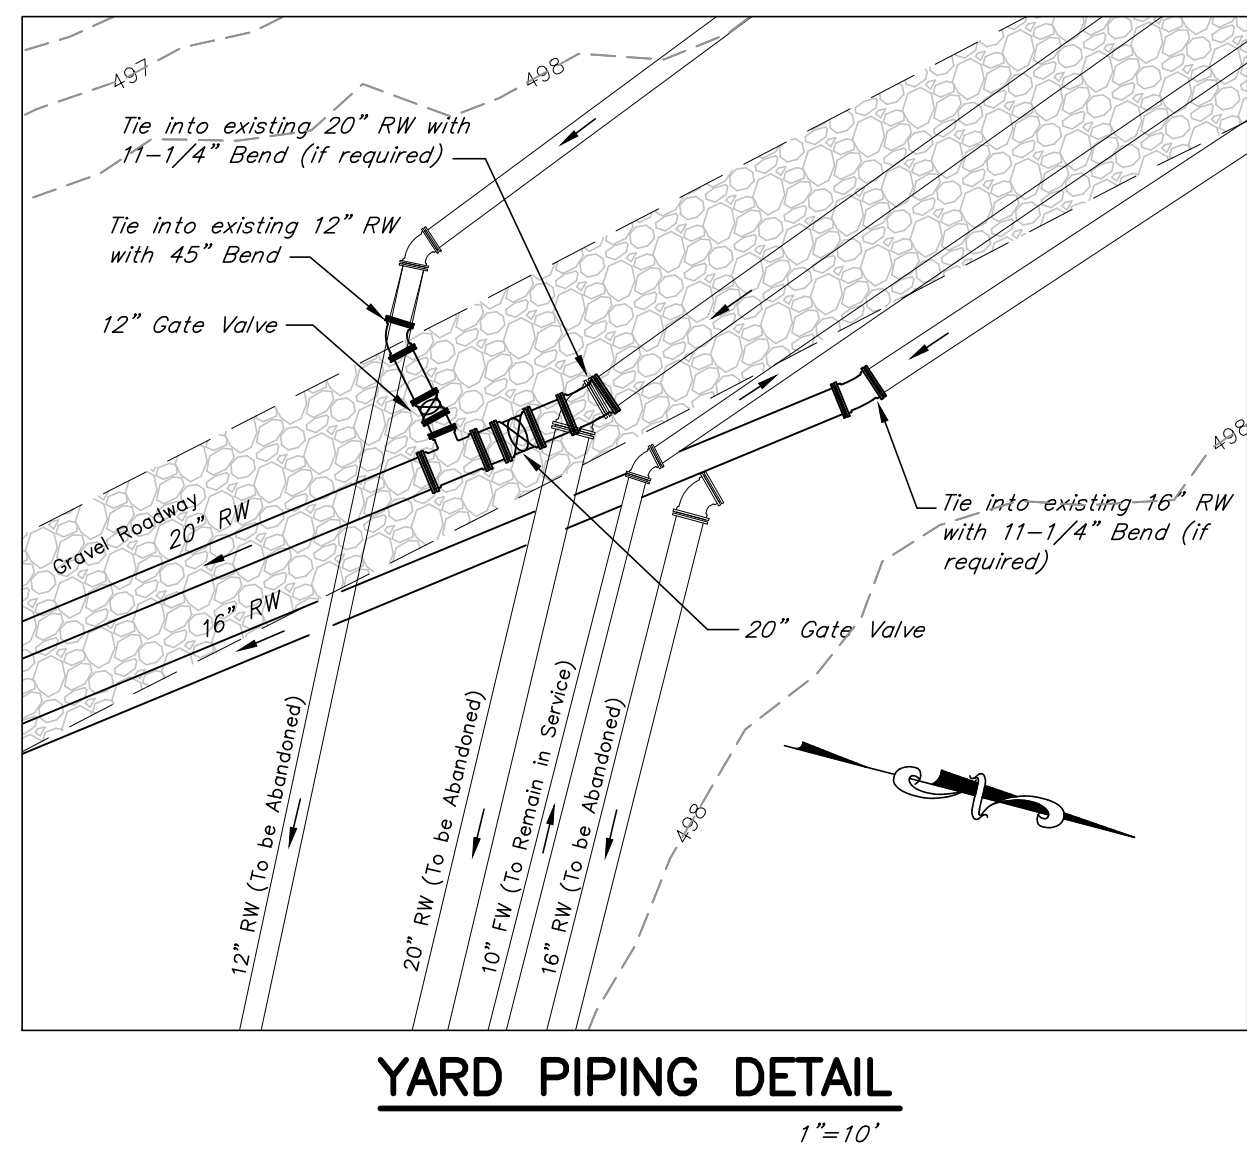 497
498
Tie into existing 20" RW with
11-1/4" Bend (if required)
Tie into existing 12" RW
with 45" Bend
12" Gate Valve
498
Gravel Roadway
20" RW
Tie into existing 16" RW
with 11-1/4" Bend (if
required)
16" RW
20" Gate Valve
12" RW (To be Abandoned)
20" RW (To be Abandoned)
10" FW (To Remain in Service)
16" RW (To be Abandoned)
498
YARD PIPING DETAIL
1"=10'